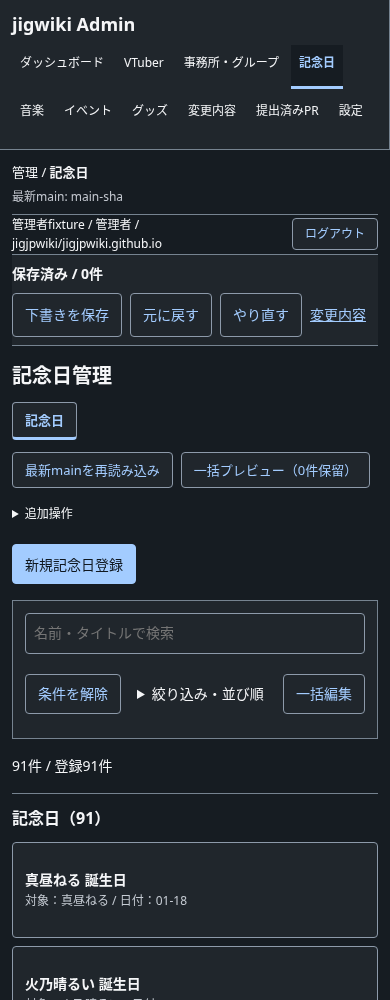 jigwiki Admin
ダッシュボード VTuber 事務所・グループ 記念日
音楽 イベント グッズ 変更内容 提出済みPR 設定
管理 / 記念日
最新main: main-sha
管理者fixture / 管理者 /
jigjpwiki/jigjpwiki.github.io
ログアウト
保存済み / 0件
下書きを保存 元に戻す やり直す 変更内容
記念日管理
記念日
最新mainを再読み込み 一括プレビュー（0件保留）
▶ 追加操作
新規記念日登録
名前・タイトルで検索
条件を解除 ▶ 絞り込み・並び順 一括編集
91件 / 登録91件
記念日（91）
真昼ねる 誕生日
対象：真昼ねる / 日付：01-18
火乃晴るい 誕生日